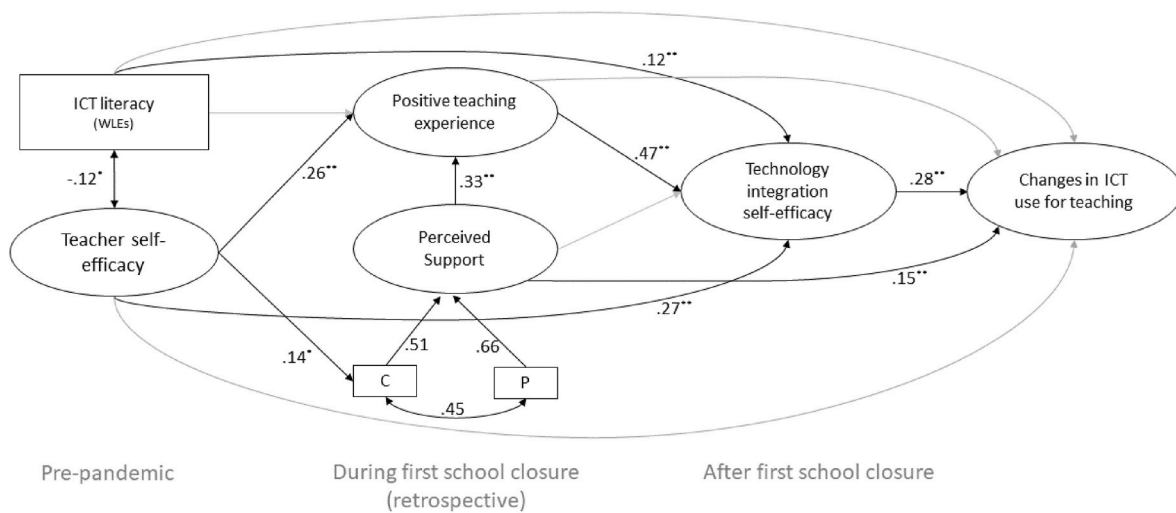 ICT literacy
(WLEs)
-.12*
Teacher self-
efficacy
.26**
.14*
Positive teaching
experience
.33**
Perceived
Support
.51
.66
C
P
.45
.12**
.47**
Technology
integration
self-efficacy
.27**
.28**
.15**
Changes in ICT
use for teaching
Pre-pandemic
During first school closure
(retrospective)
After first school closure